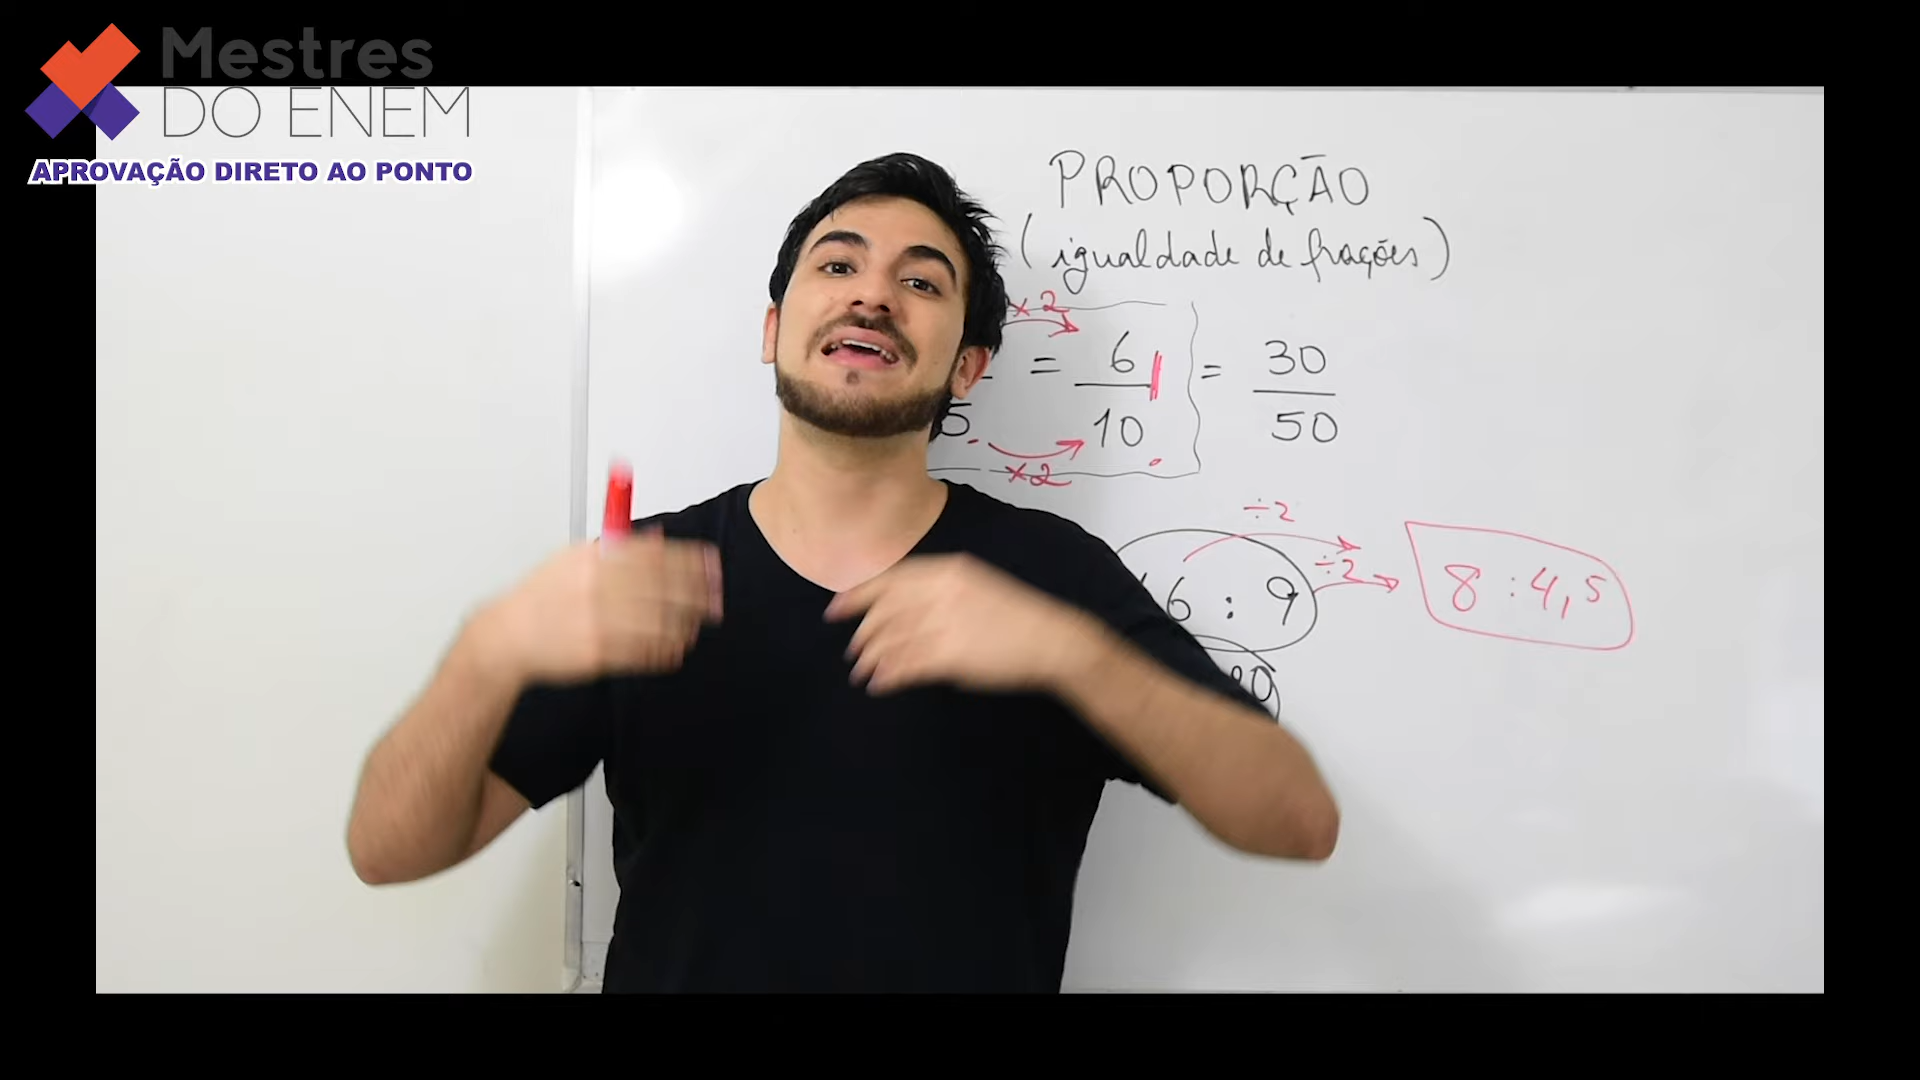 Mestres
DO ENEM
APROVAÇÃO DIRETO AO PONTO
PROPORÇÃO
(igualdade de frações)
×2
= 6 = 30
5 10 50
×2
÷2
÷2
6 : 9
8 : 4,5